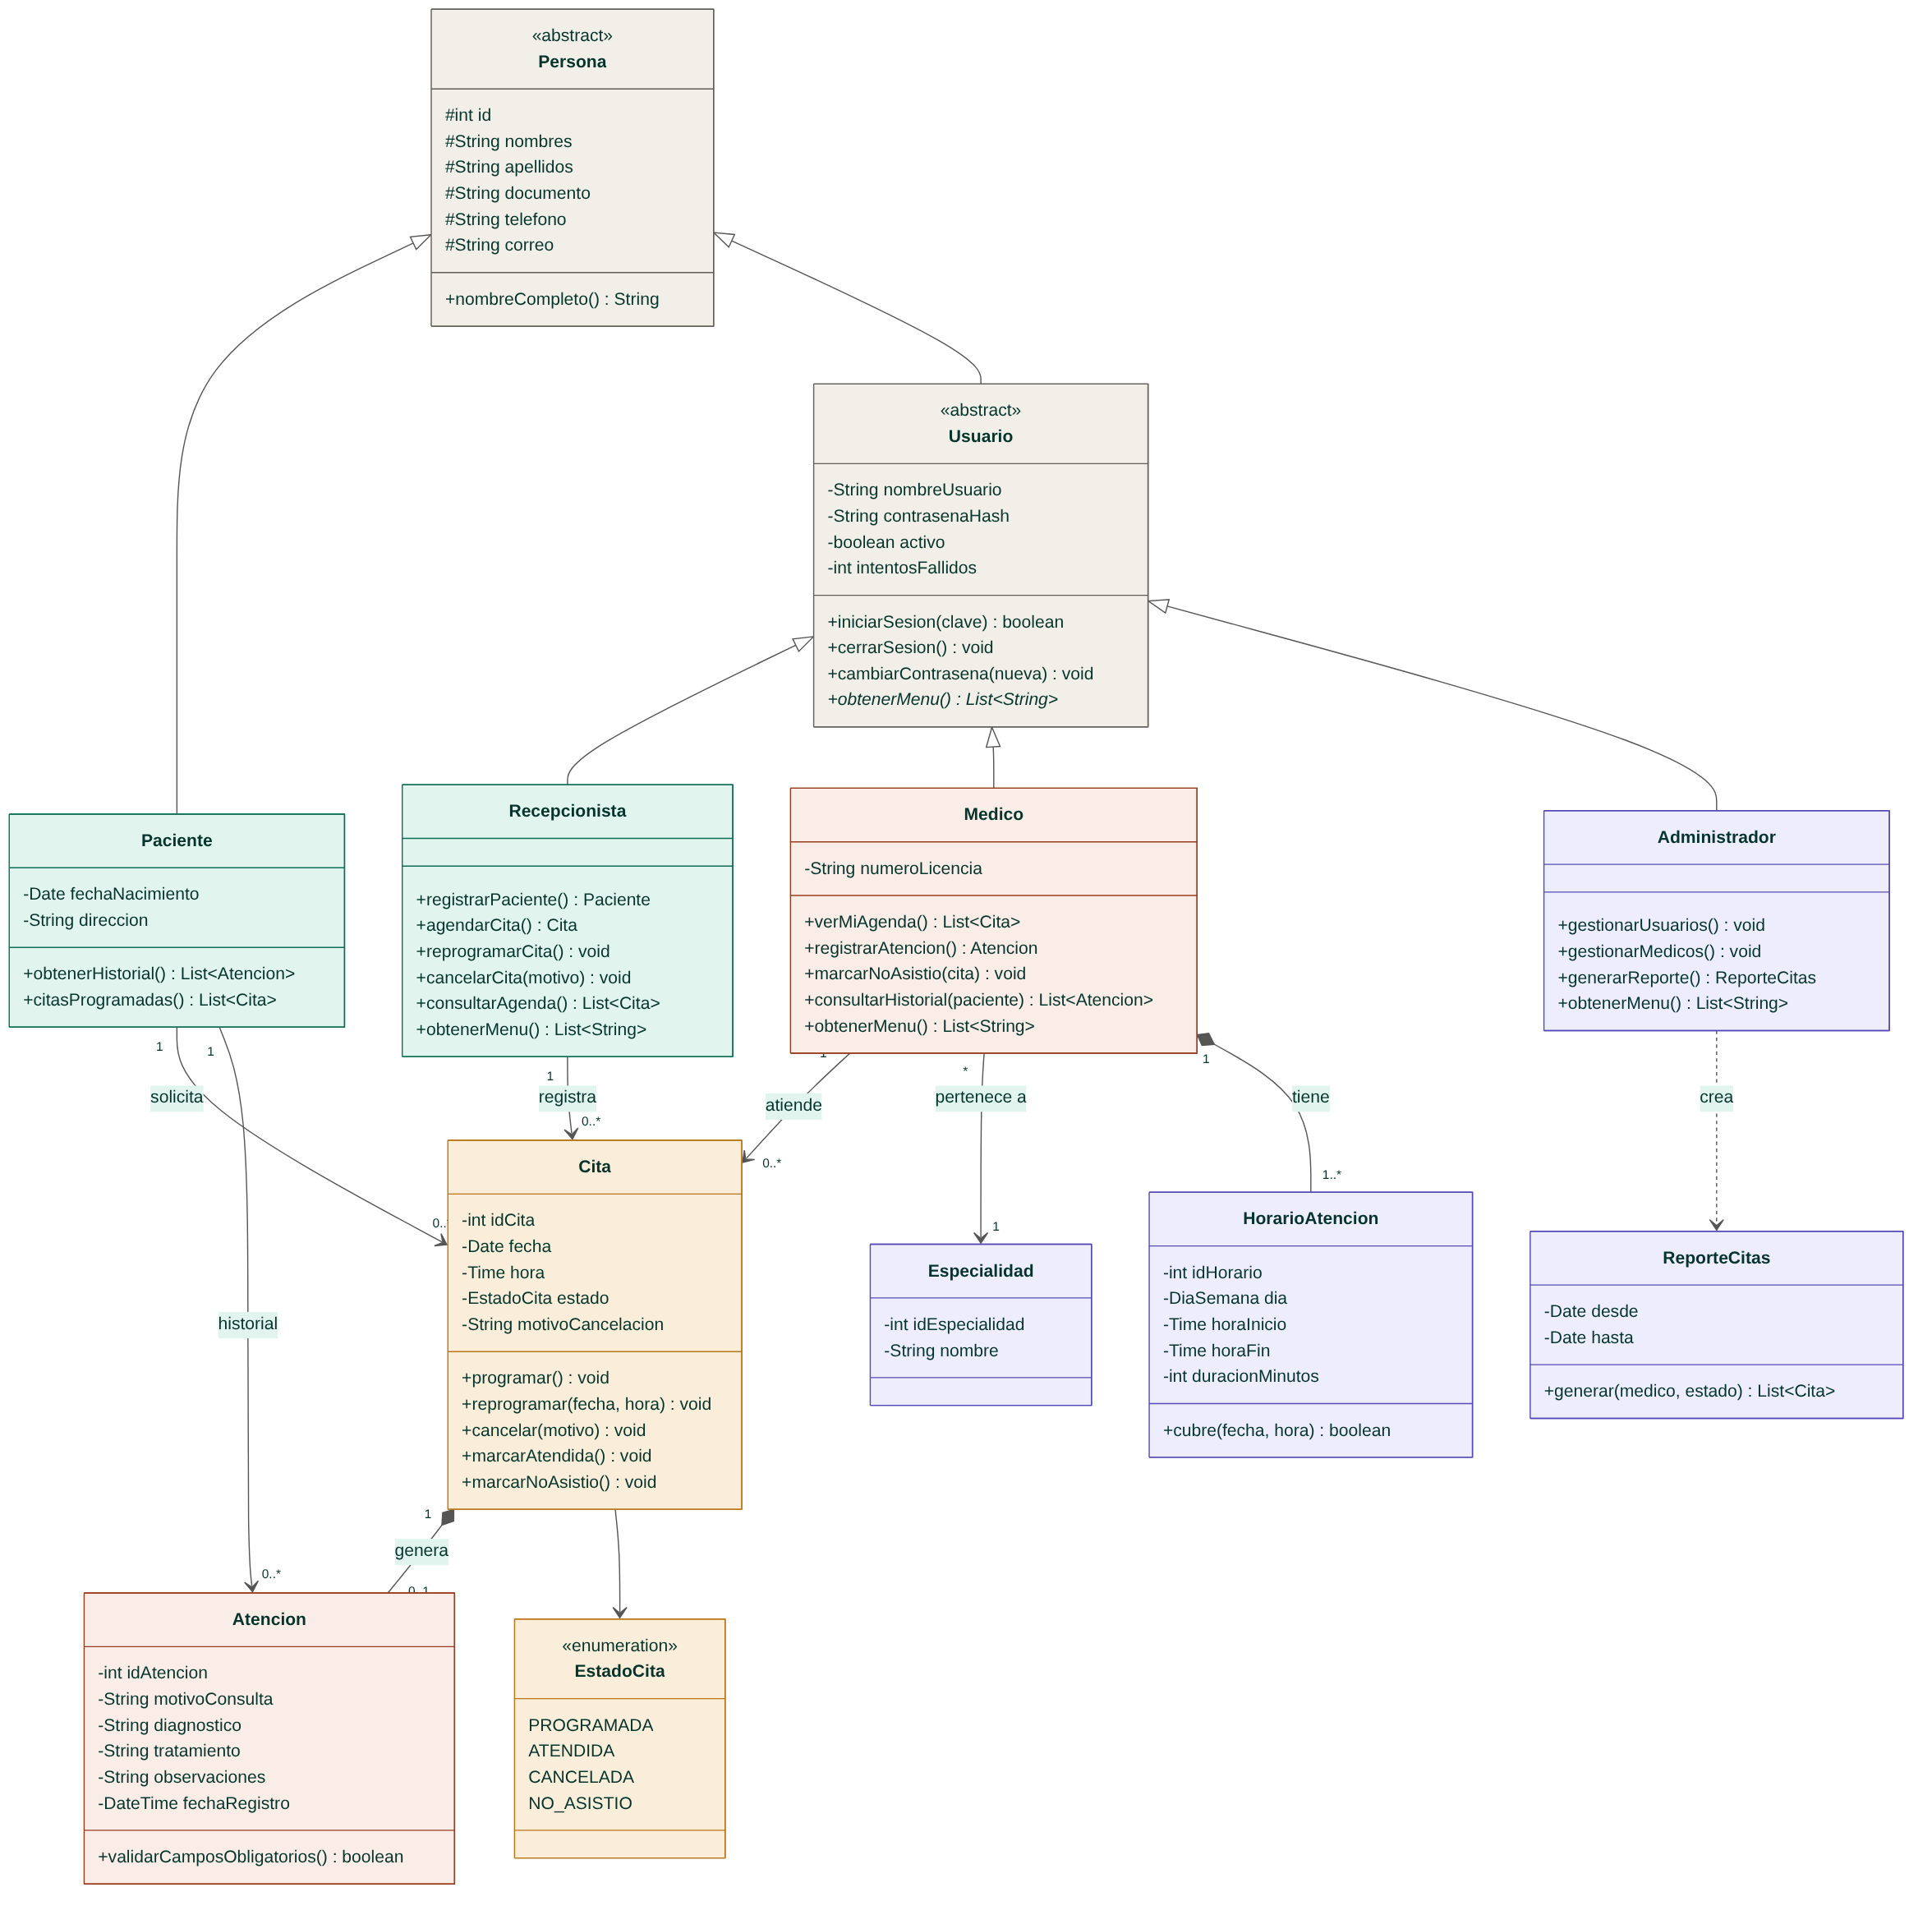 «abstract»
Persona
#int id
#String nombres
#String apellidos
#String documento
#String telefono
#String correo
+nombreCompleto() : String
«abstract»
Usuario
-String nombreUsuario
-String contrasenaHash
-boolean activo
-int intentosFallidos
+iniciarSesion(clave) : boolean
+cerrarSesion() : void
+cambiarContrasena(nueva) : void
+obtenerMenu() : List<String>
Paciente
-Date fechaNacimiento
-String direccion
+obtenerHistorial() : List<Atencion>
+citasProgramadas() : List<Cita>
Recepcionista
+registrarPaciente() : Paciente
+agendarCita() : Cita
+reprogramarCita() : void
+cancelarCita(motivo) : void
+consultarAgenda() : List<Cita>
+obtenerMenu() : List<String>
Medico
-String numeroLicencia
+verMiAgenda() : List<Cita>
+registrarAtencion() : Atencion
+marcarNoAsistio(cita) : void
+consultarHistorial(paciente) : List<Atencion>
+obtenerMenu() : List<String>
Administrador
+gestionarUsuarios() : void
+gestionarMedicos() : void
+generarReporte() : ReporteCitas
+obtenerMenu() : List<String>
1
solicita
0..
1
historial
0..*
1
registra
0..*
1
atiende
0..*
*
pertenece a
1
1
tiene
1..*
crea
Cita
-int idCita
-Date fecha
-Time hora
-EstadoCita estado
-String motivoCancelacion
+programar() : void
+reprogramar(fecha, hora) : void
+cancelar(motivo) : void
+marcarAtendida() : void
+marcarNoAsistio() : void
Especialidad
-int idEspecialidad
-String nombre
HorarioAtencion
-int idHorario
-DiaSemana dia
-Time horaInicio
-Time horaFin
-int duracionMinutos
+cubre(fecha, hora) : boolean
ReporteCitas
-Date desde
-Date hasta
+generar(medico, estado) : List<Cita>
1
genera
0..1
Atencion
-int idAtencion
-String motivoConsulta
-String diagnostico
-String tratamiento
-String observaciones
-DateTime fechaRegistro
+validarCamposObligatorios() : boolean
«enumeration»
EstadoCita
PROGRAMADA
ATENDIDA
CANCELADA
NO_ASISTIO